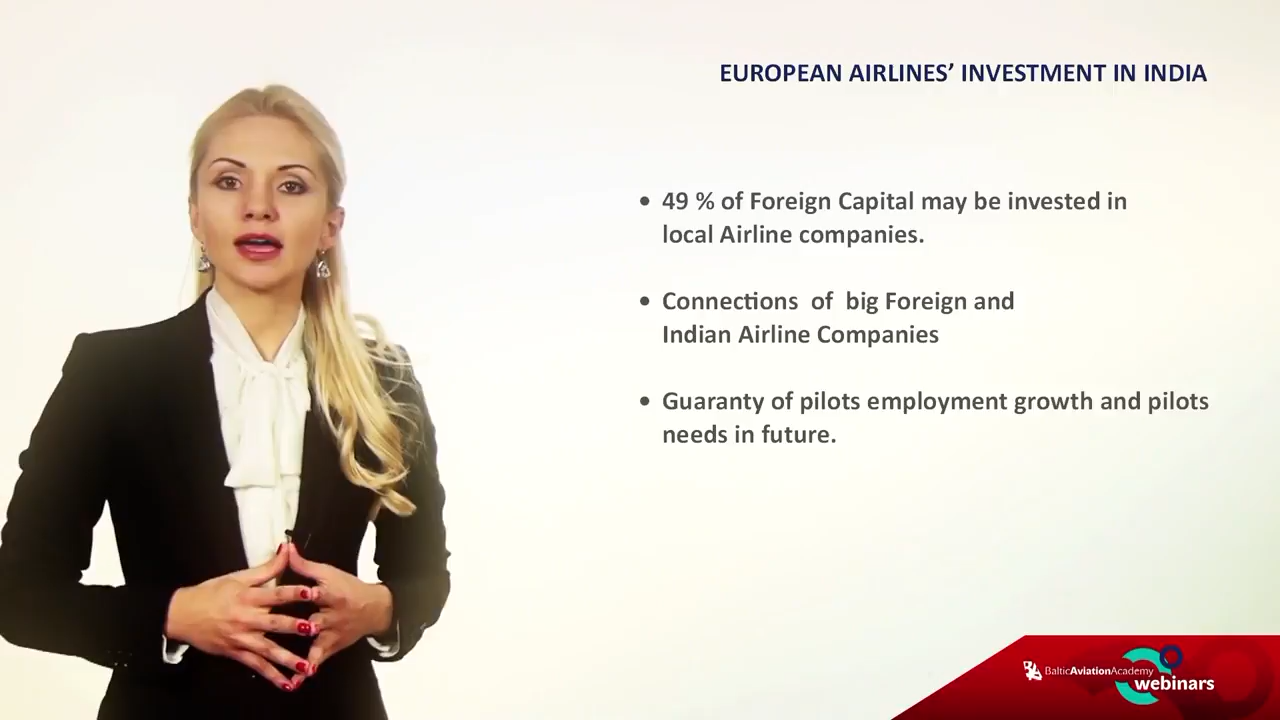 EUROPEAN AIRLINES’ INVESTMENT IN INDIA
• 49 % of Foreign Capital may be invested in
local Airline companies.
• Connections of big Foreign and
Indian Airline Companies
• Guaranty of pilots employment growth and pilots
needs in future.
BalticAviationAcademy
webinars